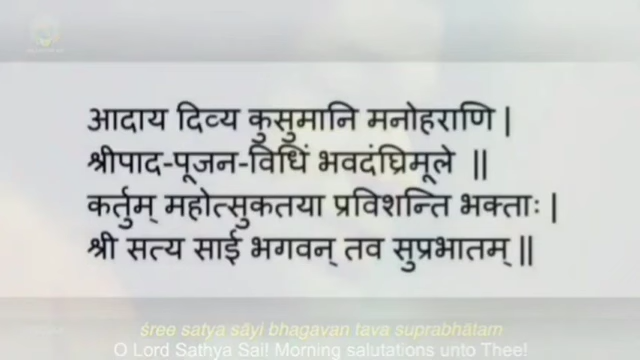 आदाय दिव्य कुसुमानि मनोहराणि |
श्रीपाद-पूजन-विधिं भवदंघ्रिमूले ||
कर्तुम् महोत्सुकतया प्रविशन्ति भक्ताः |
श्री सत्य साई भगवन् तव सुप्रभातम् ||
śree satya sāyi bhagavan tava suprabhātam
O Lord Sathya Sai! Morning salutations unto Thee!